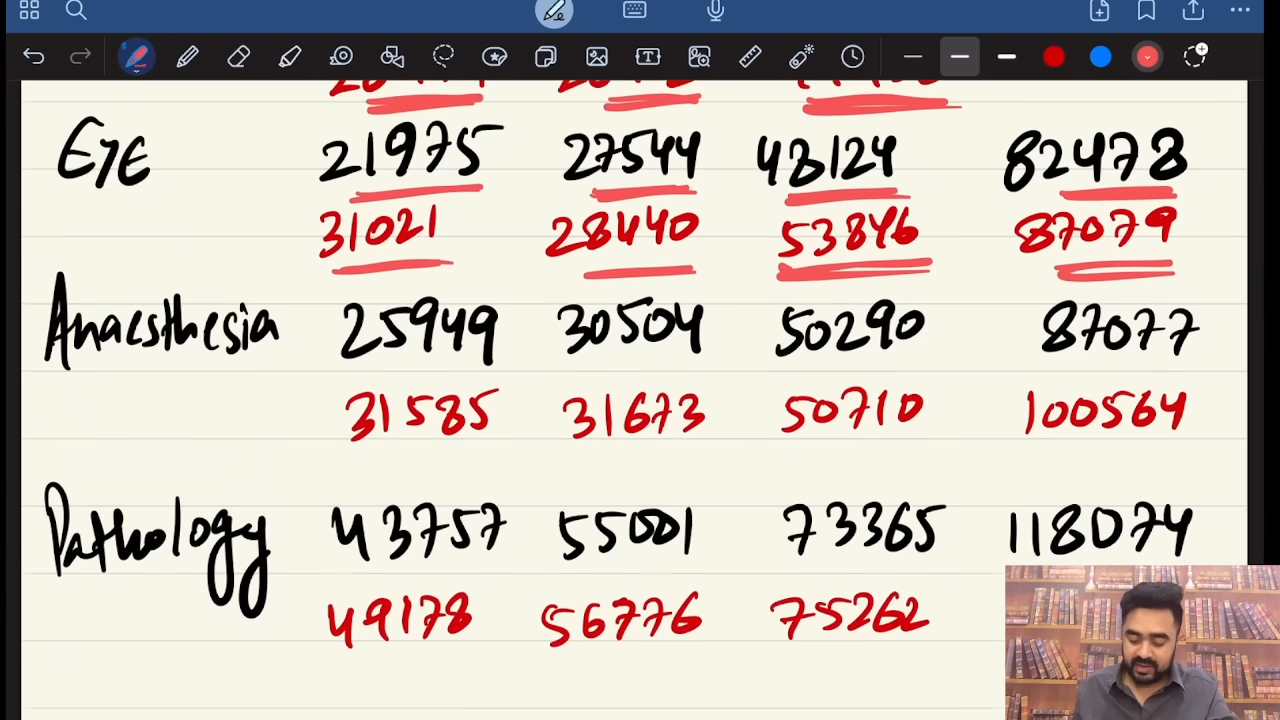 EYE 21975 27544 48124 82478
31021 28440 53846 87079
Anaesthesia 25949 30504 50290 87077
31585 31673 50710 100564
Pathology 43757 55001 73365 118074
49178 56776 75262